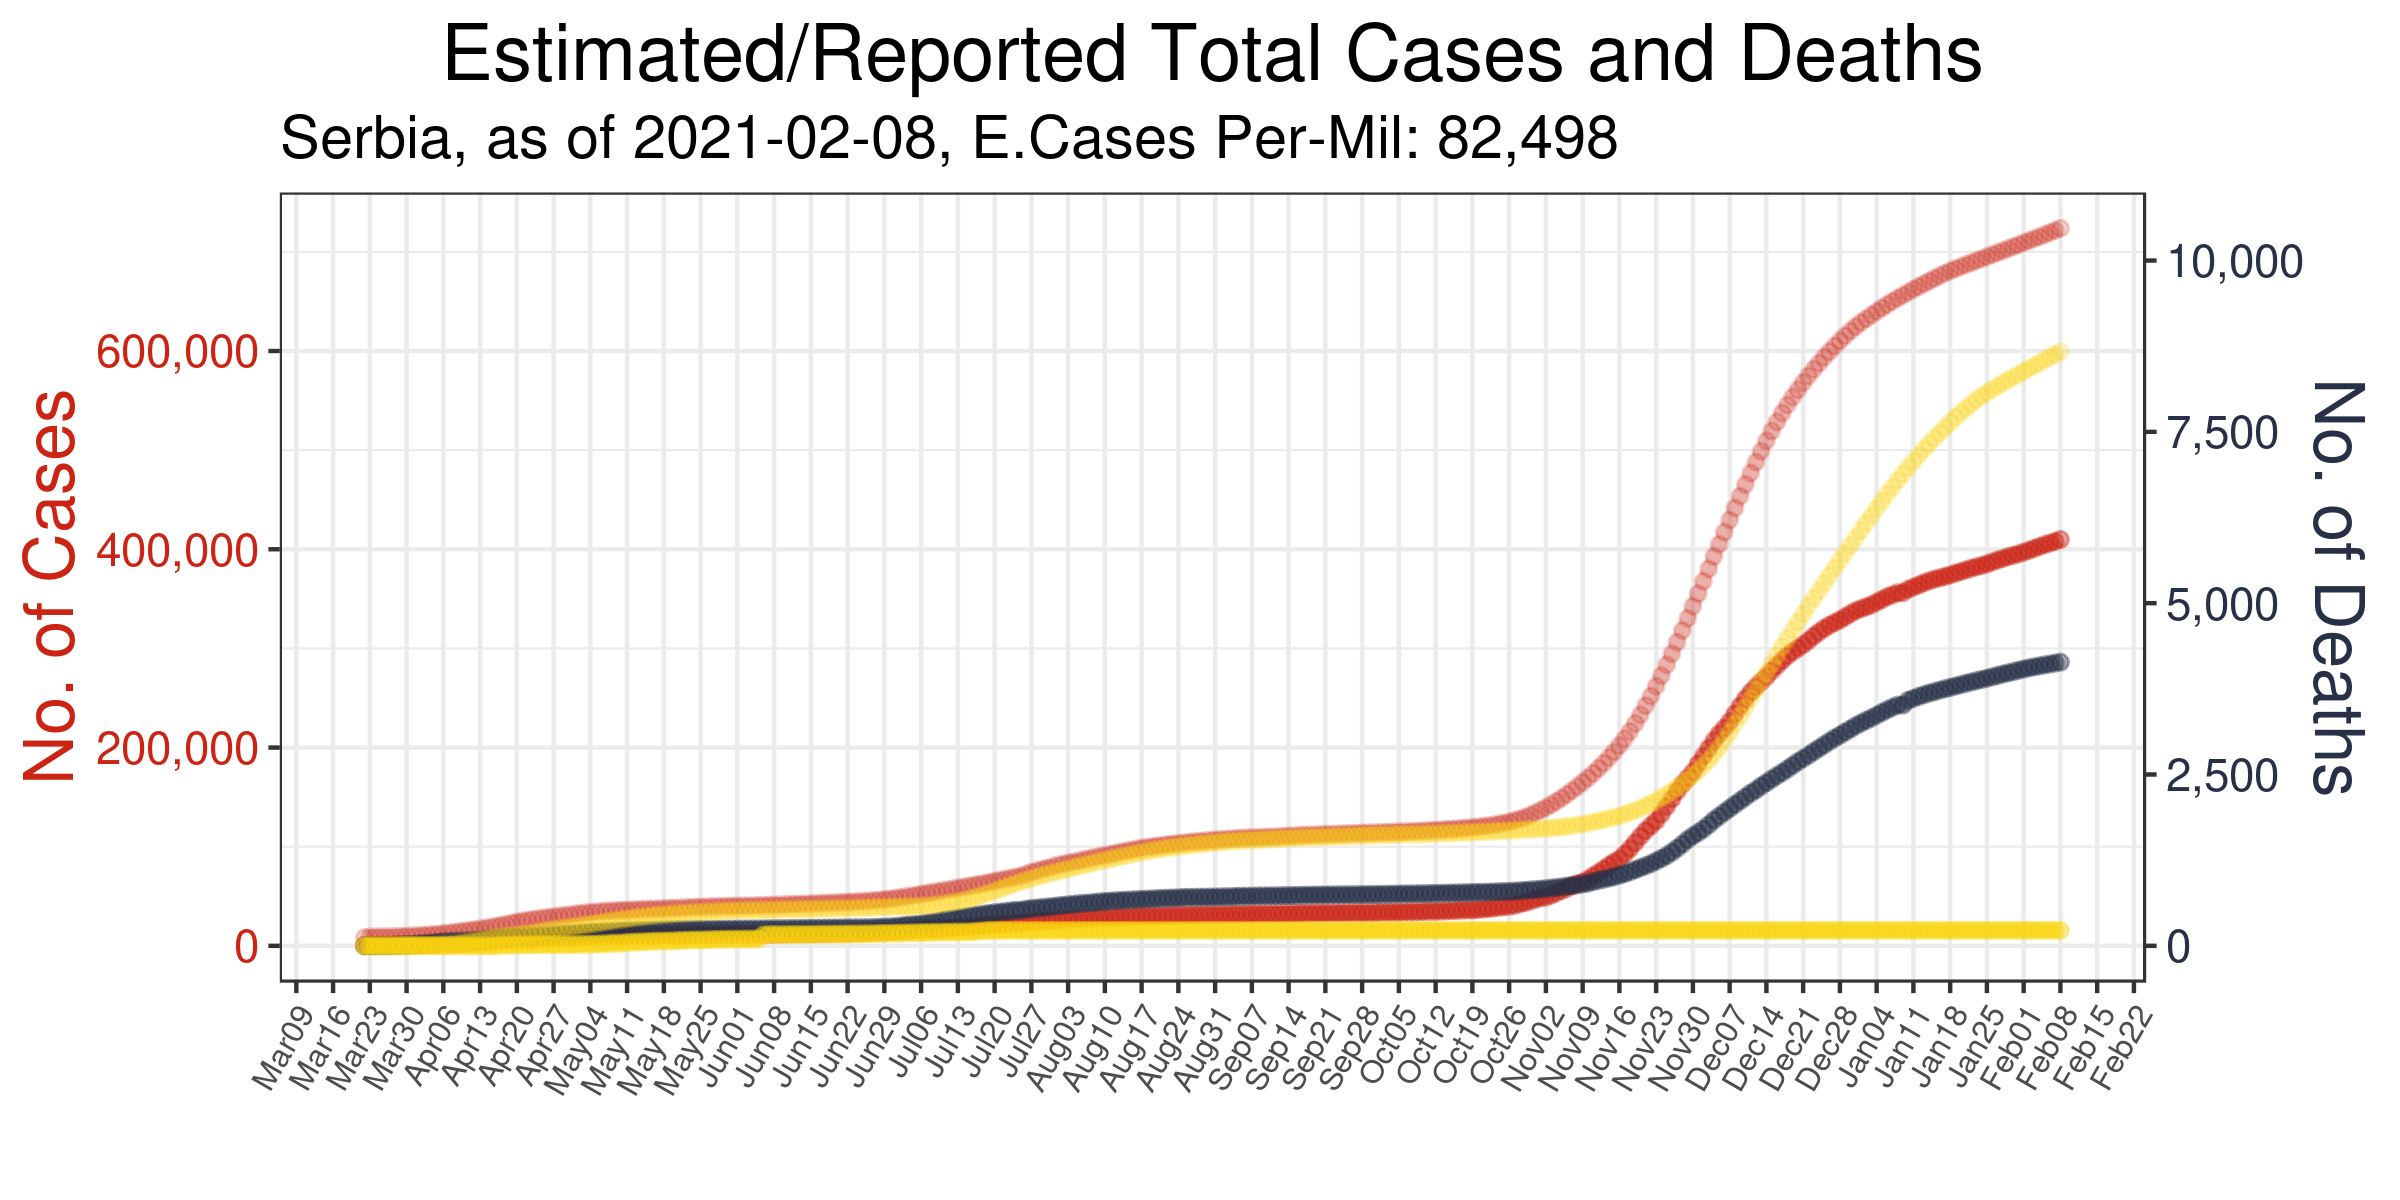 Estimated/Reported Total Cases and Deaths
Serbia, as of 2021-02-08, E.Cases Per-Mil: 82,498
No. of Cases
600,000
400,000
200,000
0
10,000
7,500
5,000
2,500
0
No. of Deaths
Mar09 Mar16 Mar23 Mar30 Apr06 Apr13 Apr20 Apr27 May04 May11 May18 May25 Jun01 Jun08 Jun15 Jun22 Jun29 Jul06 Jul13 Jul20 Jul27 Aug03 Aug10 Aug17 Aug24 Aug31 Sep07 Sep14 Sep21 Sep28 Oct05 Oct12 Oct19 Oct26 Nov02 Nov09 Nov16 Nov23 Nov30 Dec07 Dec14 Dec21 Dec28 Jan04 Jan11 Jan18 Jan25 Feb01 Feb08 Feb15 Feb22